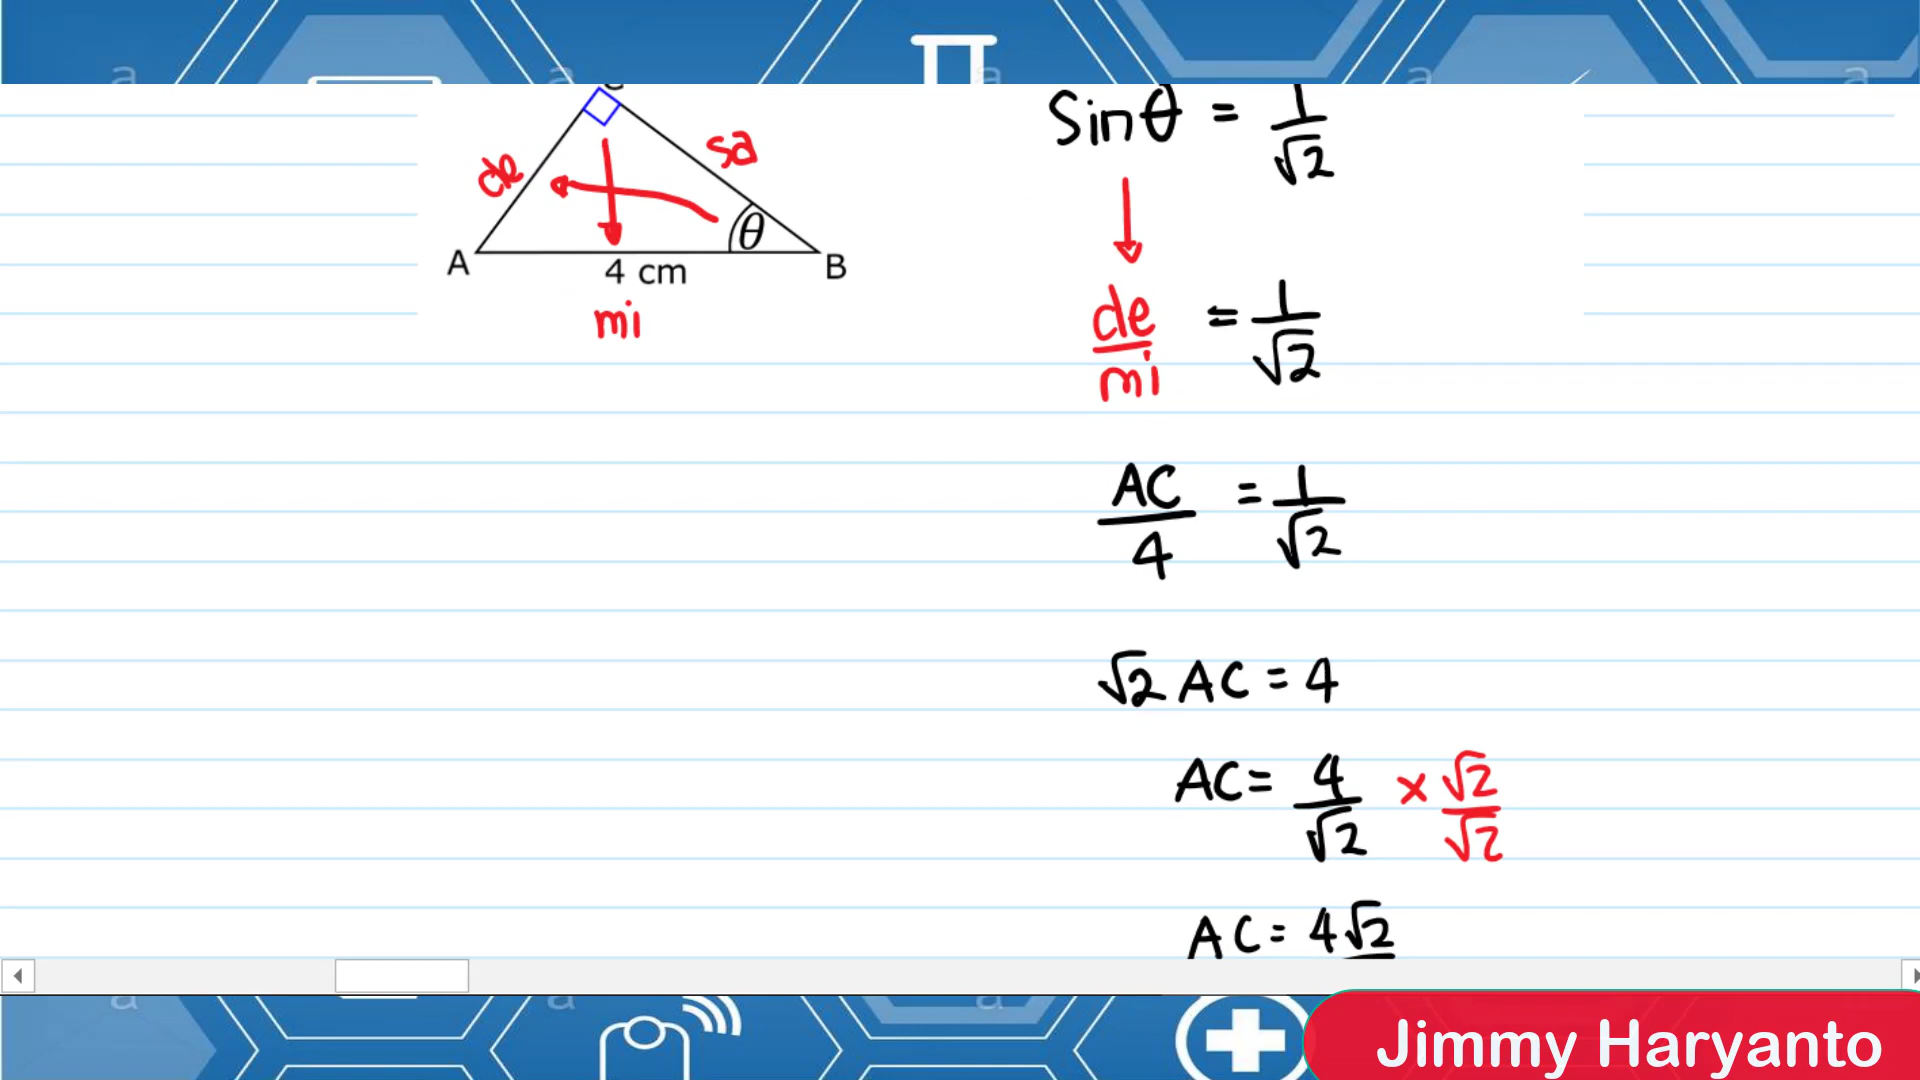 Sin θ = 1/√2
de
sa
θ
A
B
4 cm
mi
de/mi = 1/√2
AC/4 = 1/√2
√2 AC = 4
AC = 4/√2 × √2/√2
AC = 4√2
Jimmy Haryanto